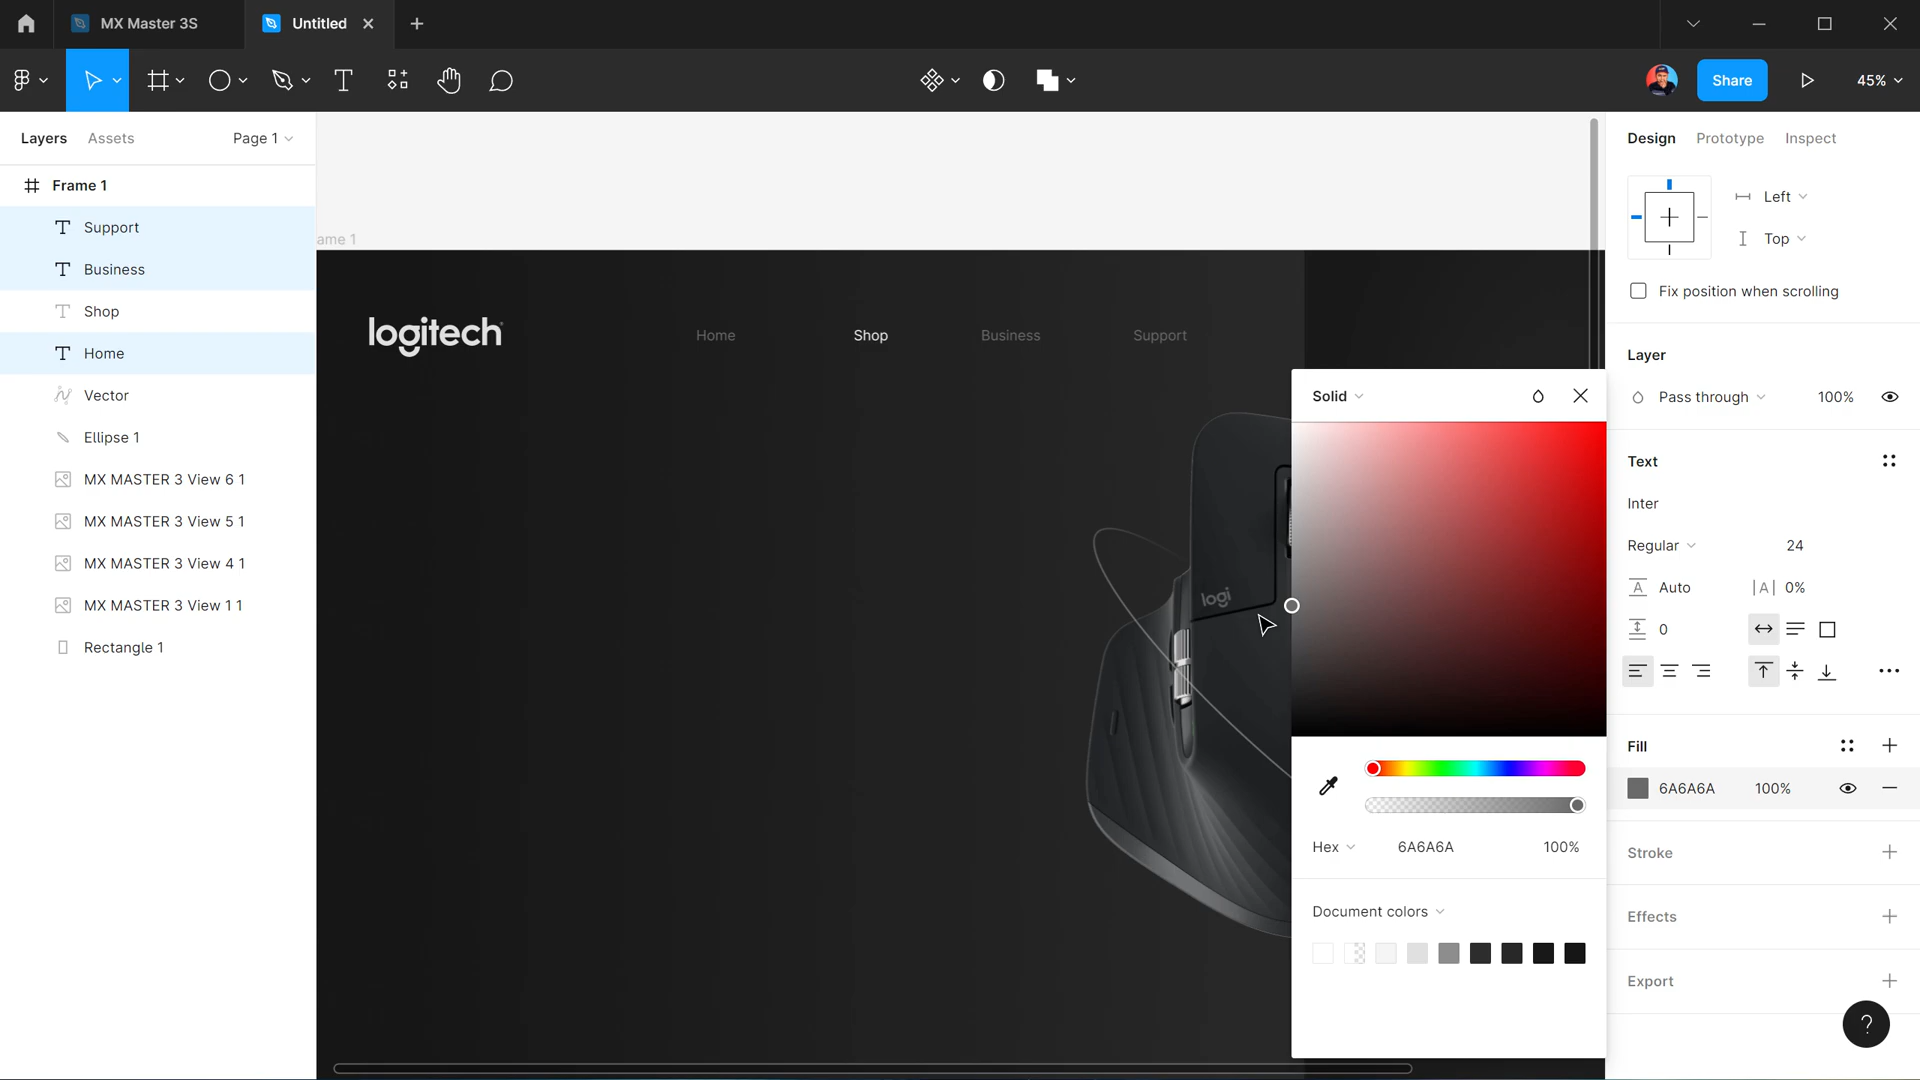 MX Master 3S
Untitled
Share
45%
Layers
Assets
Page 1
Design
Prototype
Inspect
Frame 1
Support
Business
Shop
Home
Vector
Ellipse 1
MX MASTER 3 View 6 1
MX MASTER 3 View 5 1
MX MASTER 3 View 4 1
MX MASTER 3 View 1 1
Rectangle 1
ame 1
logitech
Home
Shop
Business
Support
logi
Solid
Hex
6A6A6A
100%
Document colors
Left
Top
Fix position when scrolling
Layer
Pass through
100%
Text
Inter
Regular
24
A
Auto
|A|
0%
0
Fill
6A6A6A
100%
Stroke
Effects
Export
?